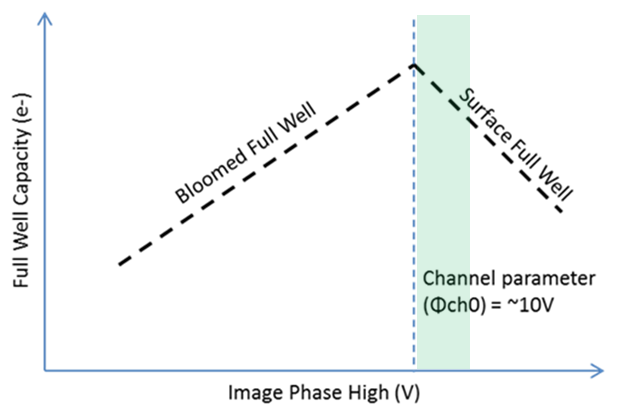 Full Well Capacity (e-)
Bloomed Full Well
Surface Full Well
Channel parameter
(Φch0) = ~10V
Image Phase High (V)